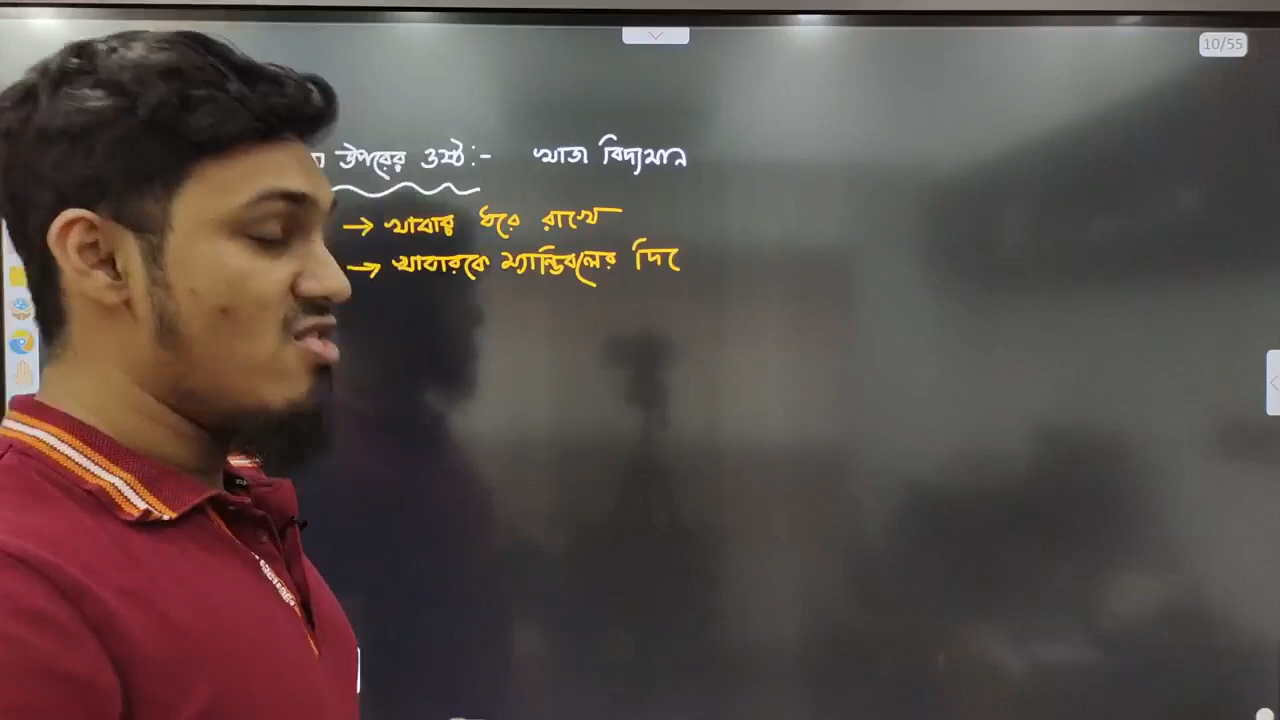 10/55
উপরের ওষ্ঠ :- খাতা বিদ্যমান
→ খাবার ধরে রাখে
→ খাবারকে ম্যান্ডিবলের দিে